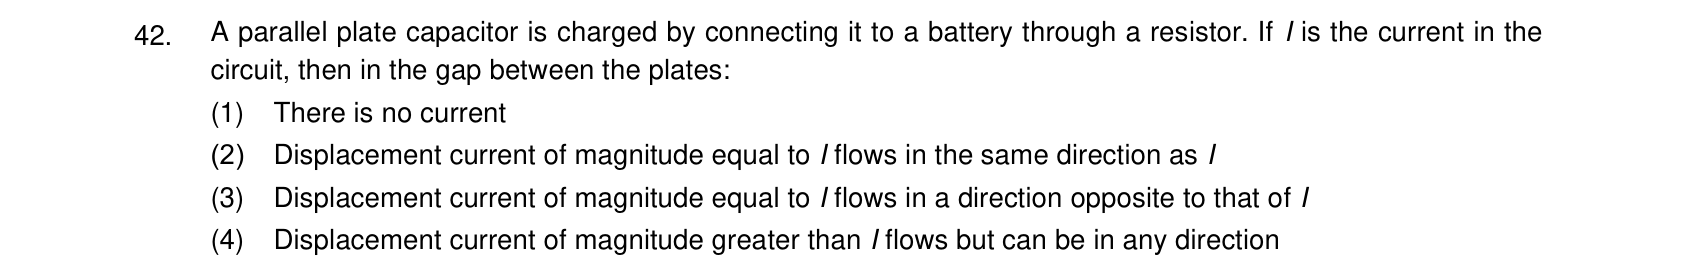 42. A parallel plate capacitor is charged by connecting it to a battery through a resistor. If I is the current in the
circuit, then in the gap between the plates:
(1) There is no current
(2) Displacement current of magnitude equal to I flows in the same direction as I
(3) Displacement current of magnitude equal to I flows in a direction opposite to that of I
(4) Displacement current of magnitude greater than I flows but can be in any direction